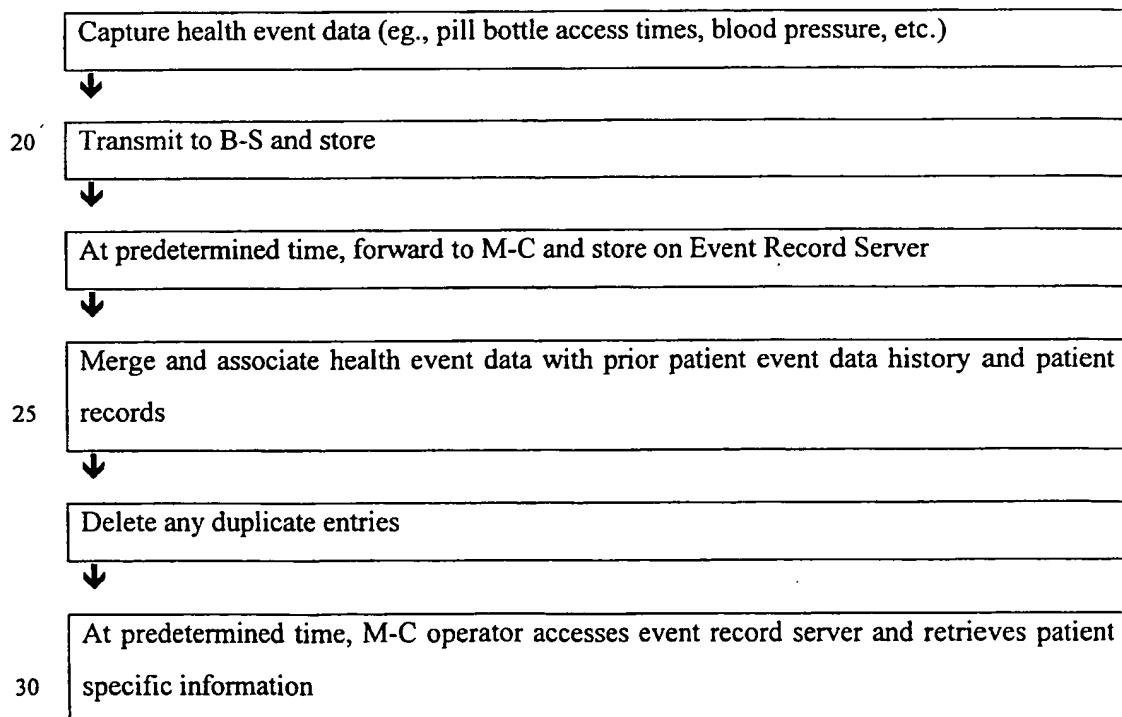 Capture health event data (eg., pill bottle access times, blood pressure, etc.)
20 Transmit to B-S and store
At predetermined time, forward to M-C and store on Event Record Server
Merge and associate health event data with prior patient event data history and patient
25 records
Delete any duplicate entries
At predetermined time, M-C operator accesses event record server and retrieves patient
30 specific information